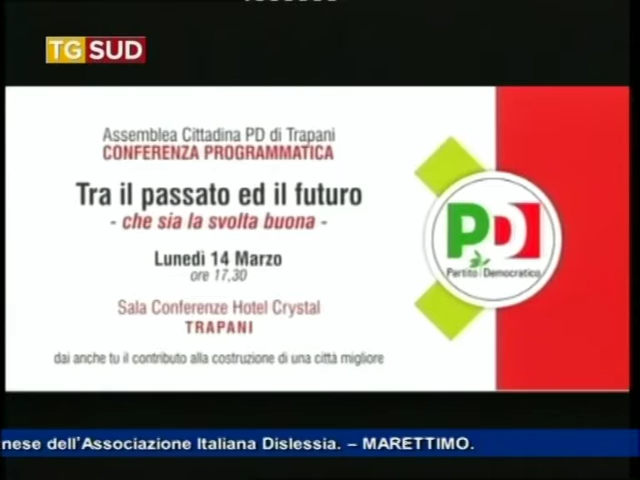 TG SUD
Assemblea Cittadina PD di Trapani
CONFERENZA PROGRAMMATICA
Tra il passato ed il futuro
- che sia la svolta buona -
Lunedì 14 Marzo
ore 17,30
Sala Conferenze Hotel Crystal
TRAPANI
dai anche tu il contributo alla costruzione di una città migliore
PD
Partito Democratico
nese dell'Associazione Italiana Dislessia. – MARETTIMO.